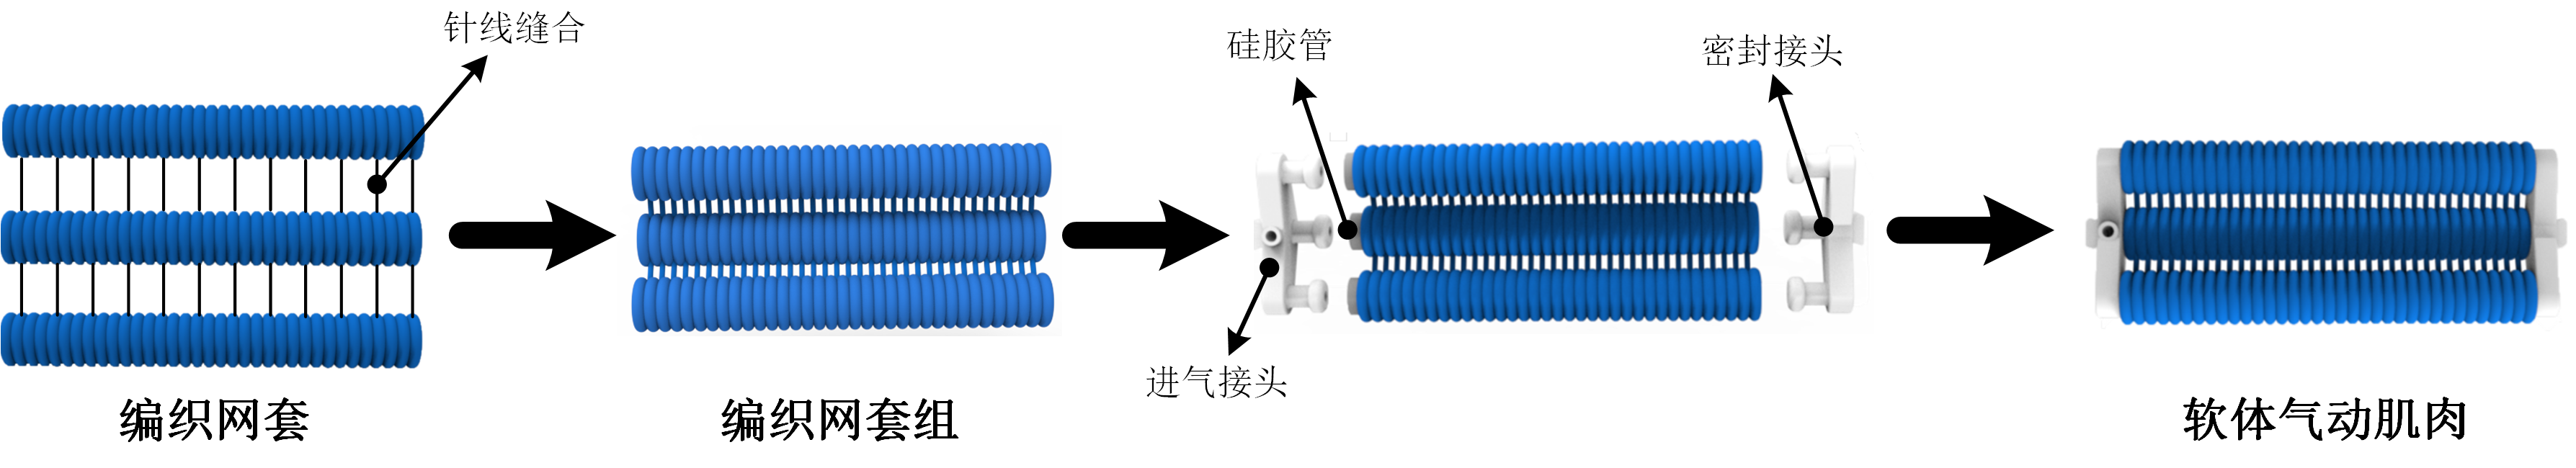 针线缝合
硅胶管
密封接头
进气接头
编织网套
编织网套组
软体气动肌肉